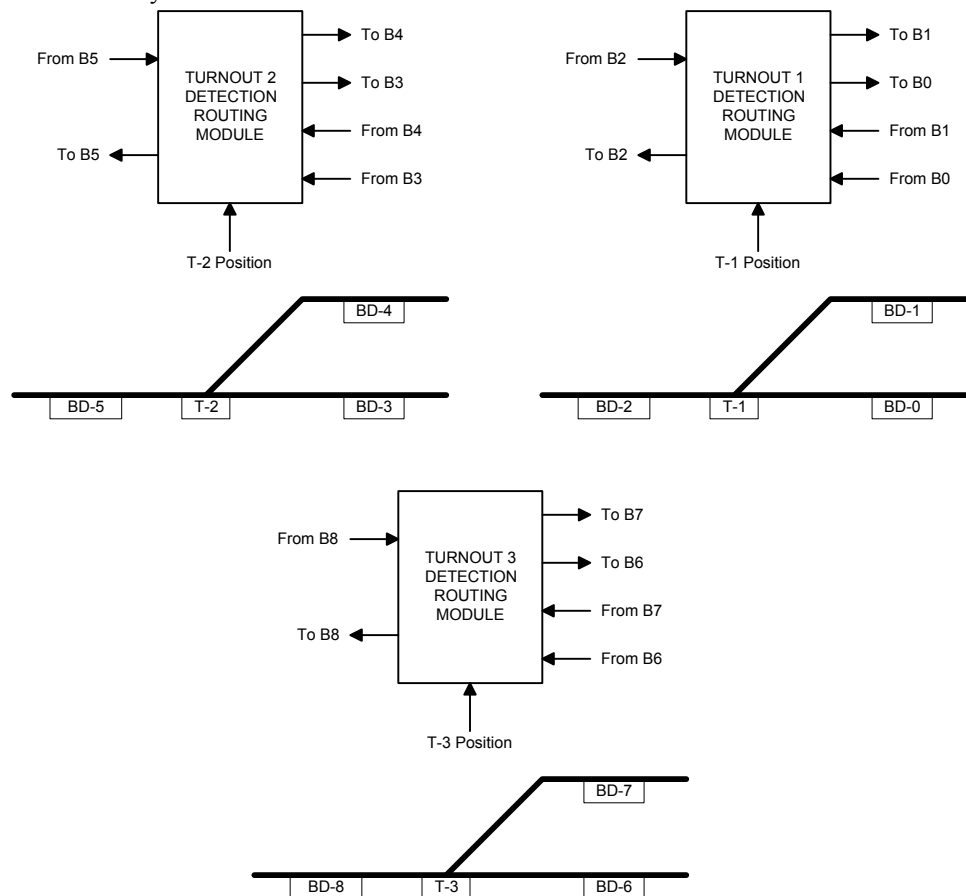 From B5
TURNOUT 2
DETECTION
ROUTING
MODULE
To B4
To B3
From B4
From B3
To B5
T-2 Position
From B2
TURNOUT 1
DETECTION
ROUTING
MODULE
To B1
To B0
From B1
From B0
To B2
T-1 Position
BD-4
BD-5
T-2
BD-3
BD-1
BD-2
T-1
BD-0
From B8
TURNOUT 3
DETECTION
ROUTING
MODULE
To B7
To B6
From B7
From B6
To B8
T-3 Position
BD-7
BD-8
T-3
BD-6